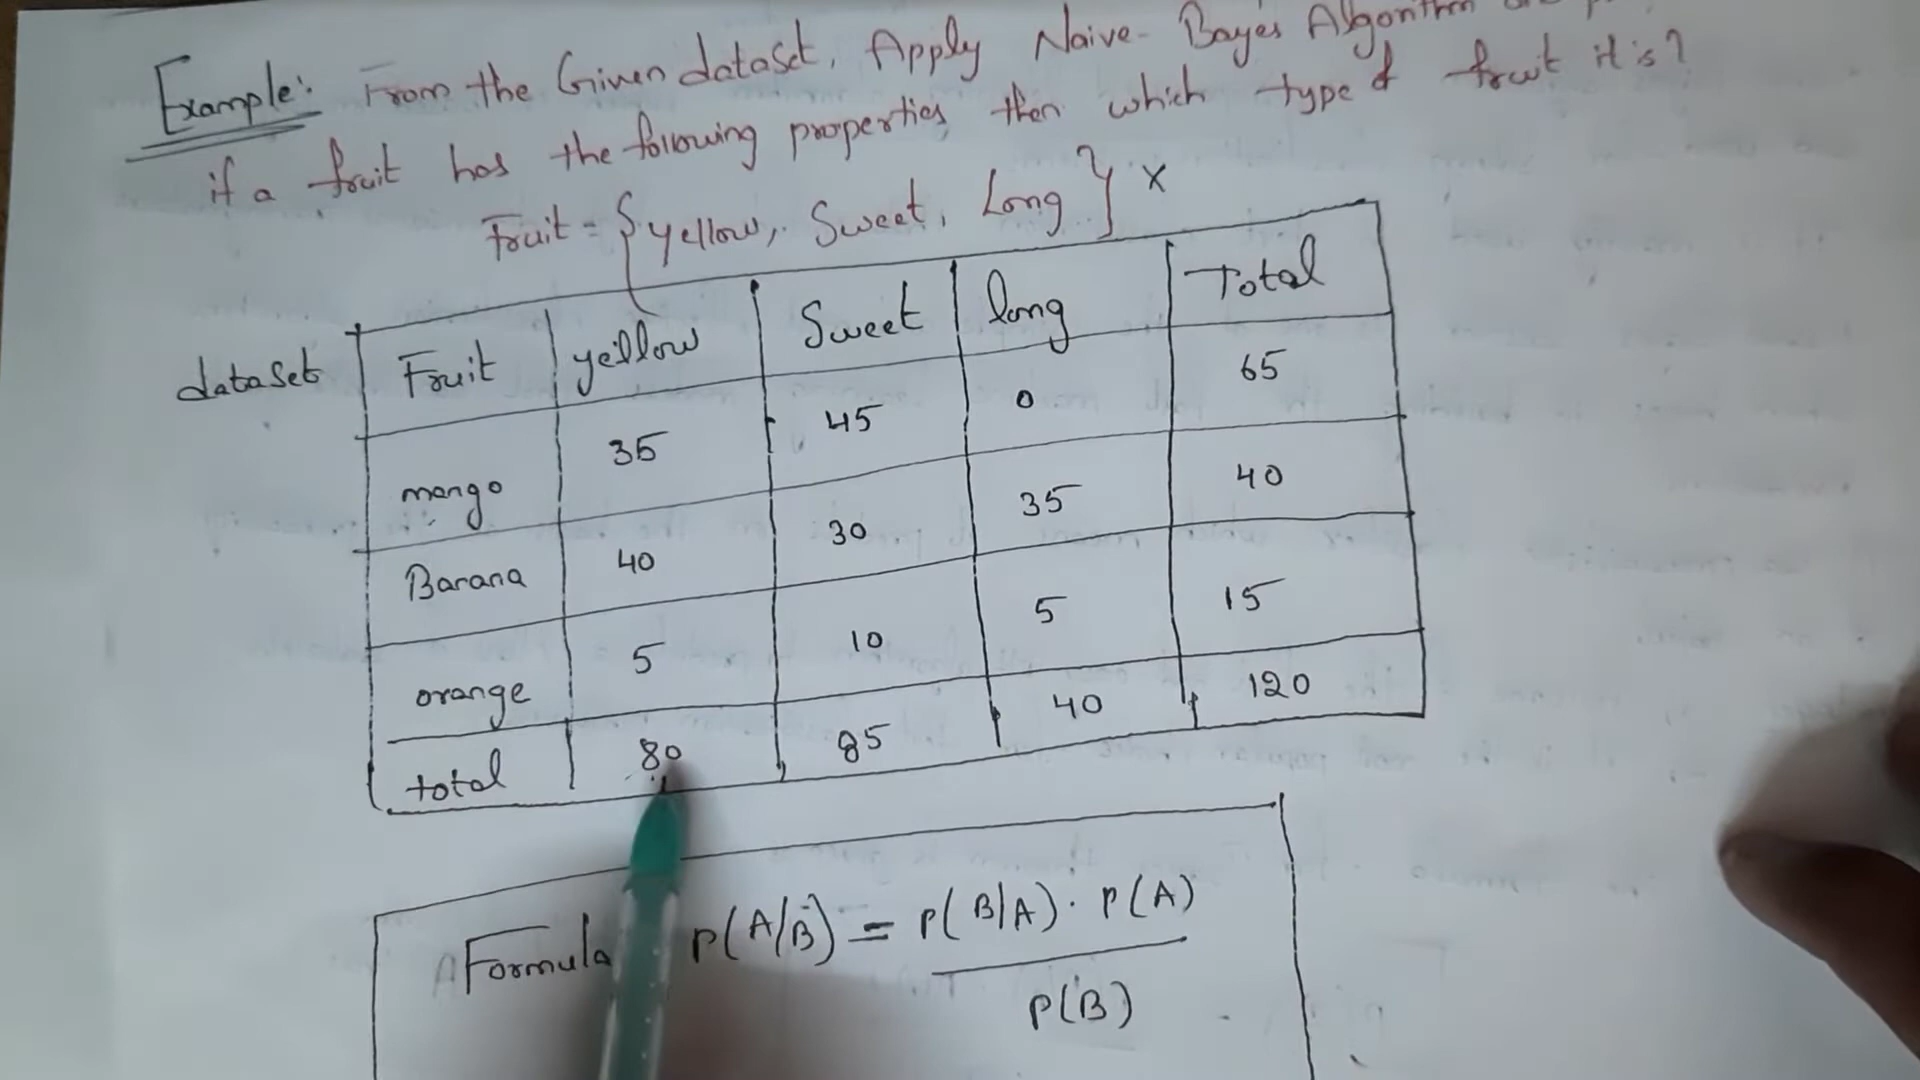 Example: From the Given dataset, Apply Naive-Bayes Algorithm
if a fruit has the following properties then which type of fruit it is?
Fruit = {yellow, Sweet, Long} x
dataset
Fruit yellow Sweet long Total
mango 35 45 0 65
Banana 40 30 35 40
orange 5 10 5 15
total 80 85 40 120
Formula P(A/B) = P(B/A) . P(A)
P(B)